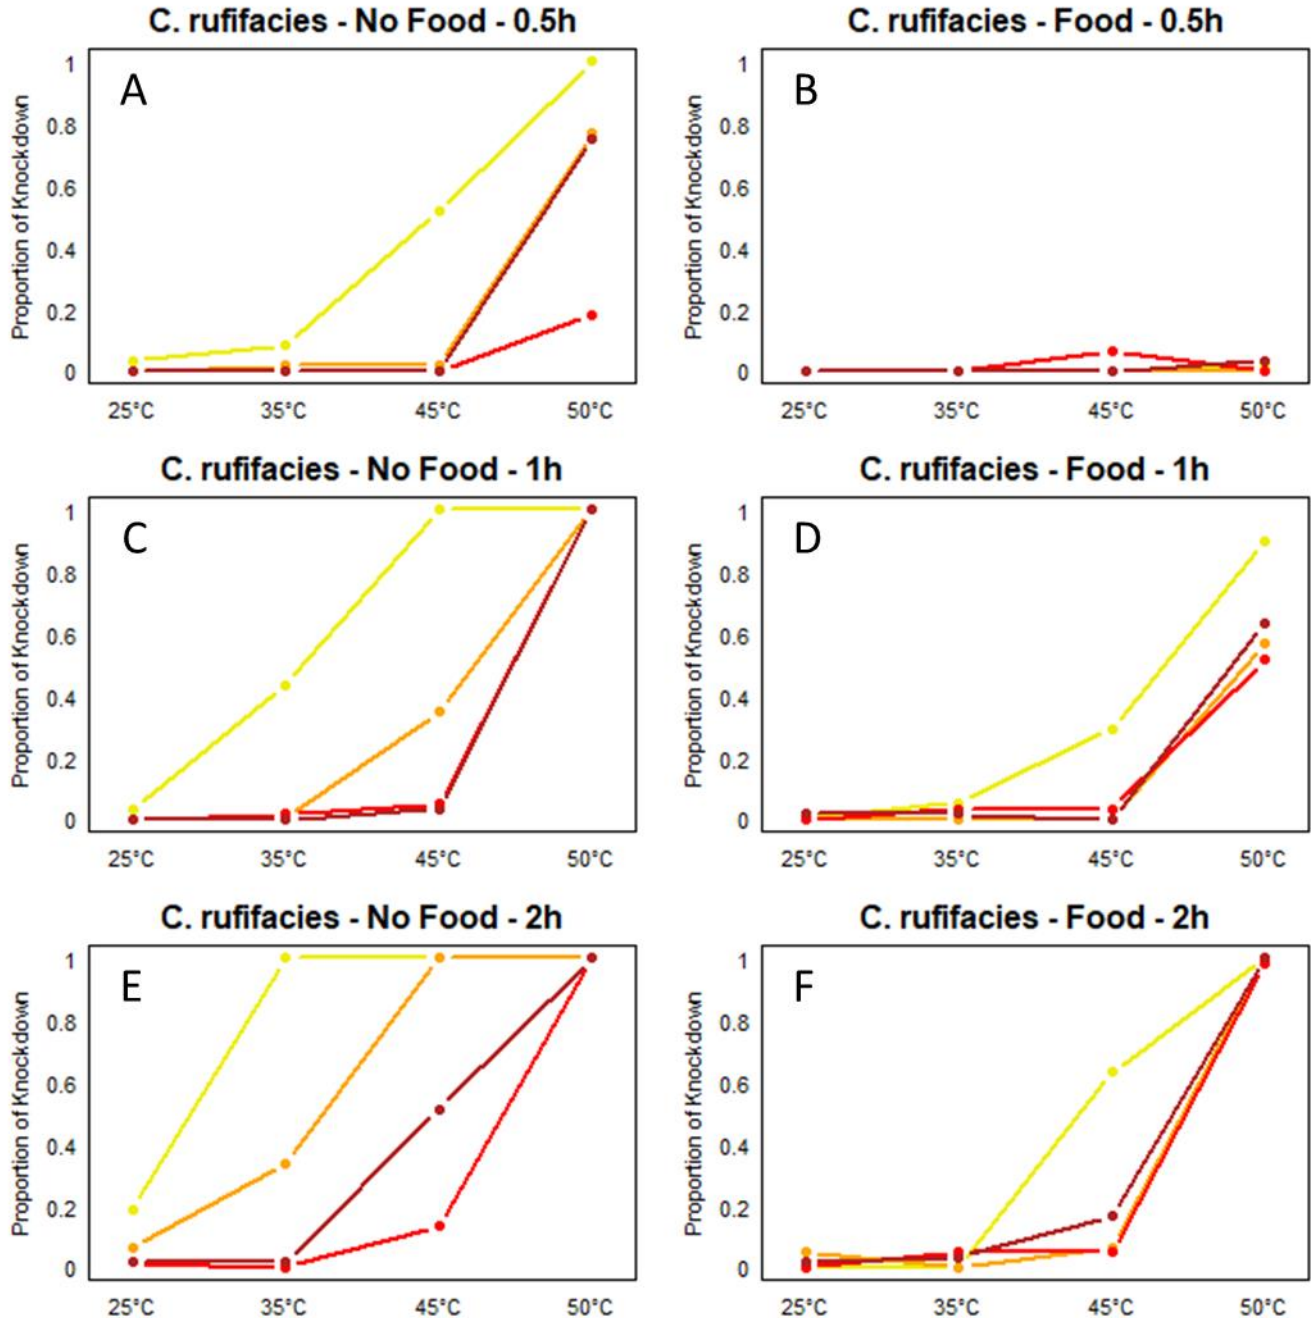 C. rufifacies - No Food - 0.5h
A
Proportion of Knockdown
1
0.8
0.6
0.4
0.2
0
25°C 35°C 45°C 50°C
C. rufifacies - Food - 0.5h
B
Proportion of Knockdown
1
0.8
0.6
0.4
0.2
0
25°C 35°C 45°C 50°C
C. rufifacies - No Food - 1h
C
Proportion of Knockdown
1
0.8
0.6
0.4
0.2
0
25°C 35°C 45°C 50°C
C. rufifacies - Food - 1h
D
Proportion of Knockdown
1
0.8
0.6
0.4
0.2
0
25°C 35°C 45°C 50°C
C. rufifacies - No Food - 2h
E
Proportion of Knockdown
1
0.8
0.6
0.4
0.2
0
25°C 35°C 45°C 50°C
C. rufifacies - Food - 2h
F
Proportion of Knockdown
1
0.8
0.6
0.4
0.2
0
25°C 35°C 45°C 50°C